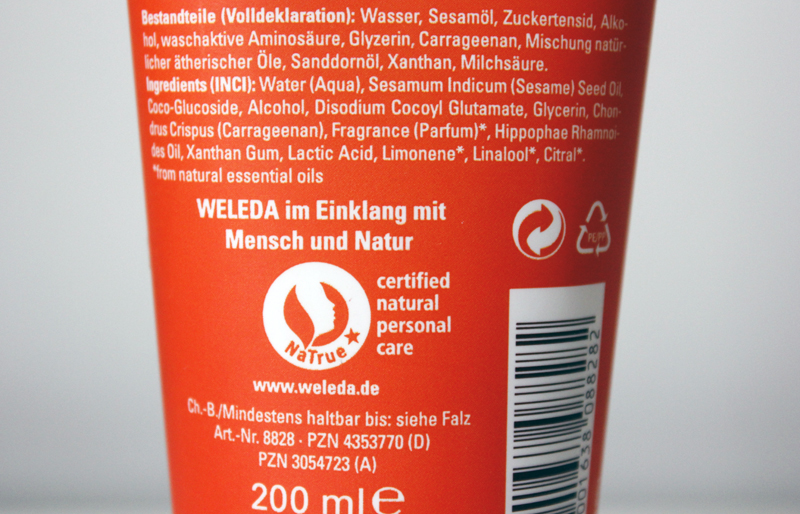 Bestandteile (Volldeklaration): Wasser, Sesamöl, Zuckertensid, Alko-
hol, waschaktive Aminosäure, Glyzerin, Carrageenan, Mischung natür-
licher ätherischer Öle, Sanddornöl, Xanthan, Milchsäure.
Ingredients (INCI): Water (Aqua), Sesamum Indicum (Sesame) Seed Oil,
Coco-Glucoside, Alcohol, Disodium Cocoyl Glutamate, Glycerin, Chon-
drus Crispus (Carrageenan), Fragrance (Parfum)*, Hippophae Rhamnoi-
des Oil, Xanthan Gum, Lactic Acid, Limonene*, Linalool*, Citral*.
*from natural essential oils
WELEDA im Einklang mit
Mensch und Natur
PE/PP
certified
natural
personal
care
NaTrue
www.weleda.de
Ch.-B./Mindestens haltbar bis: siehe Falz
Art.-Nr. 8828 · PZN 4353770 (D)
PZN 3054723 (A)
200 ml e
001638 088282